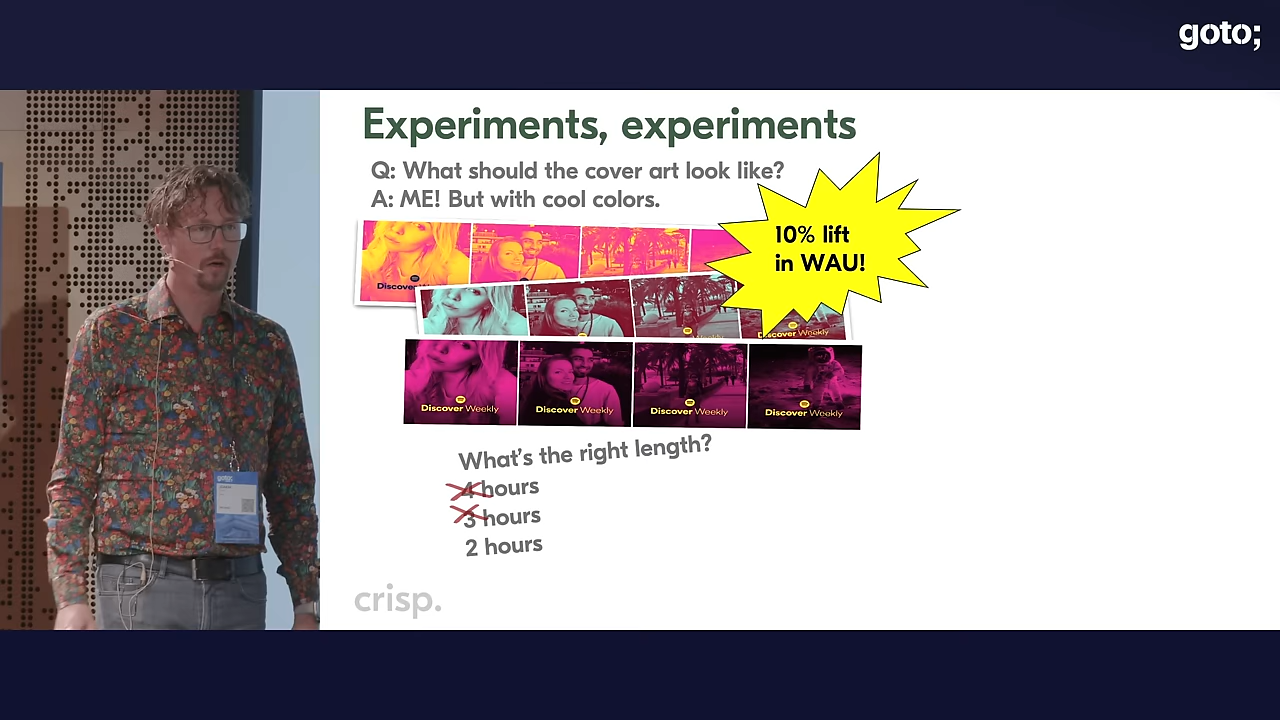 goto;
Experiments, experiments
Q: What should the cover art look like?
A: ME! But with cool colors.
10% lift
in WAU!
Discover
Discover Weekly
Discover Weekly
Discover Weekly
Discover Weekly
Discover Weekly
What's the right length?
4 hours
3 hours
2 hours
crisp.